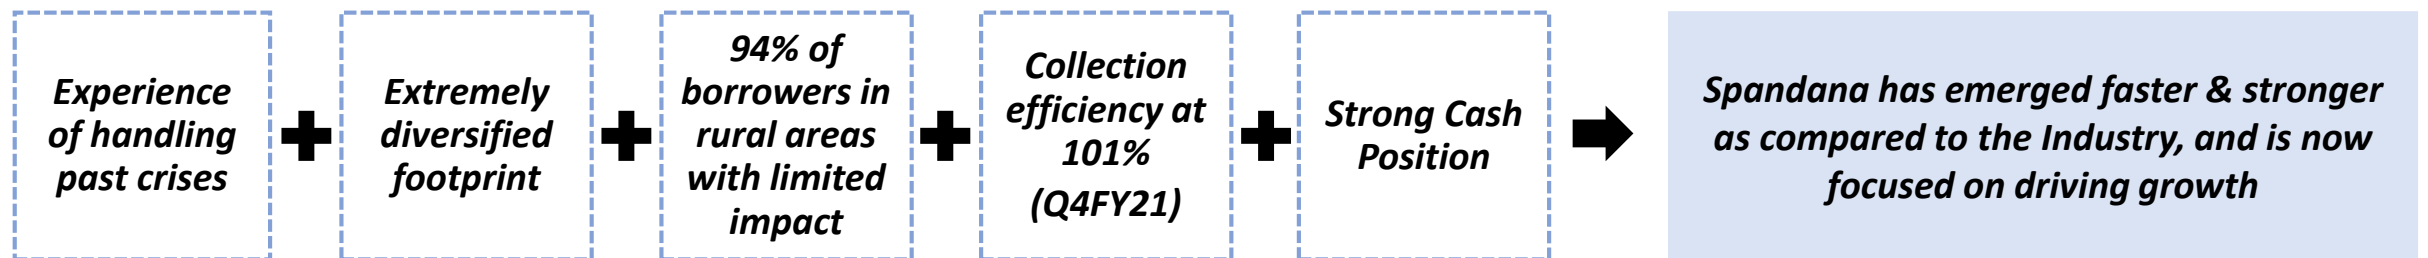 Experience
of handling
past crises
Extremely
diversified
footprint
94% of
borrowers in
rural areas
with limited
impact
Collection
efficiency at
101%
(Q4FY21)
Strong Cash
Position
Spandana has emerged faster & stronger
as compared to the Industry, and is now
focused on driving growth